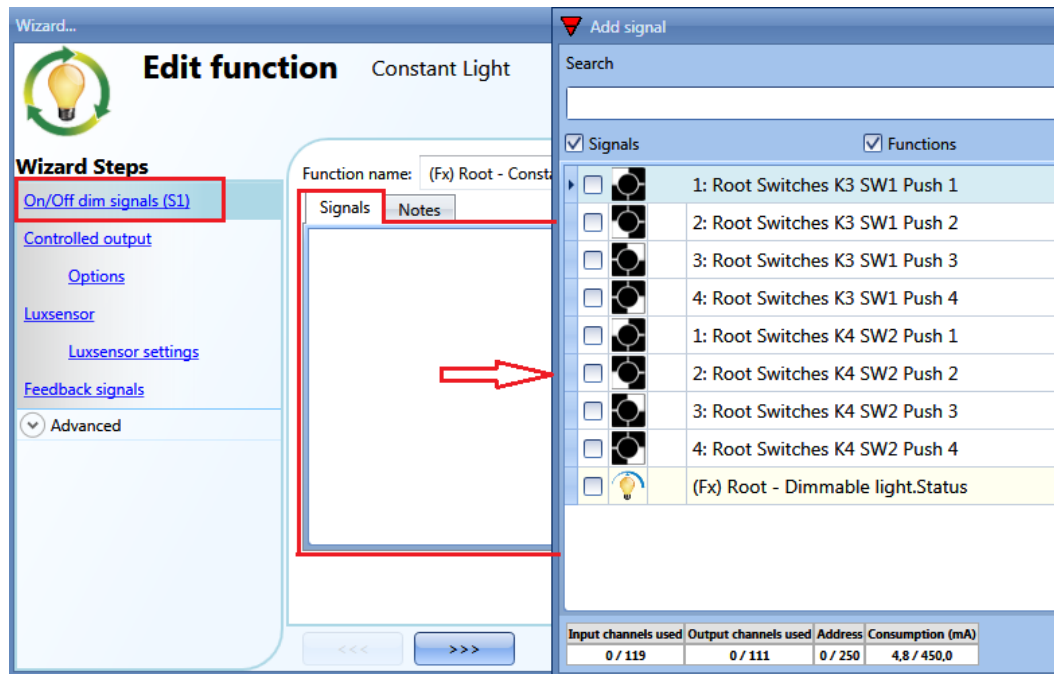 Wizard...
Edit function Constant Light
Wizard Steps
On/Off dim signals (S1)
Controlled output
Options
Luxsensor
Luxsensor settings
Feedback signals
Advanced
Function name: (Fx) Root - Consta
Signals Notes
<<< >>>
Add signal
Search
Signals Functions
1: Root Switches K3 SW1 Push 1
2: Root Switches K3 SW1 Push 2
3: Root Switches K3 SW1 Push 3
4: Root Switches K3 SW1 Push 4
1: Root Switches K4 SW2 Push 1
2: Root Switches K4 SW2 Push 2
3: Root Switches K4 SW2 Push 3
4: Root Switches K4 SW2 Push 4
(Fx) Root - Dimmable light.Status
Input channels used Output channels used Address Consumption (mA)
0 / 119 0 / 111 0 / 250 4,8 / 450,0